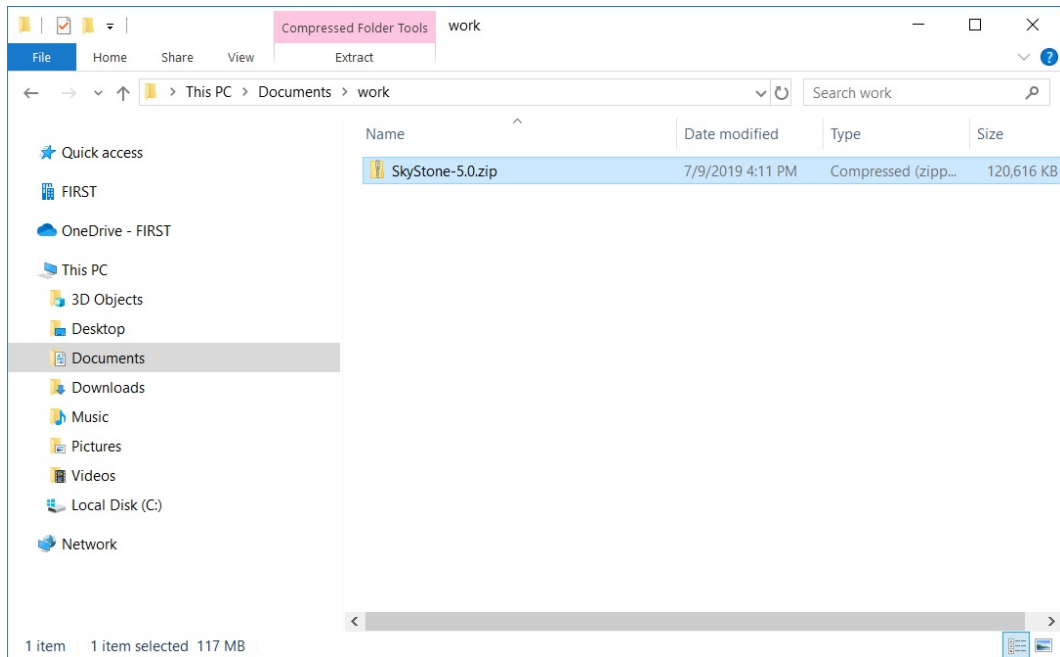 Compressed Folder Tools work
File Home Share View Extract
This PC > Documents > work Search work
Name Date modified Type Size
SkyStone-5.0.zip 7/9/2019 4:11 PM Compressed (zipp... 120,616 KB
Quick access
FIRST
OneDrive - FIRST
This PC
3D Objects
Desktop
Documents
Downloads
Music
Pictures
Videos
Local Disk (C:)
Network
1 item 1 item selected 117 MB